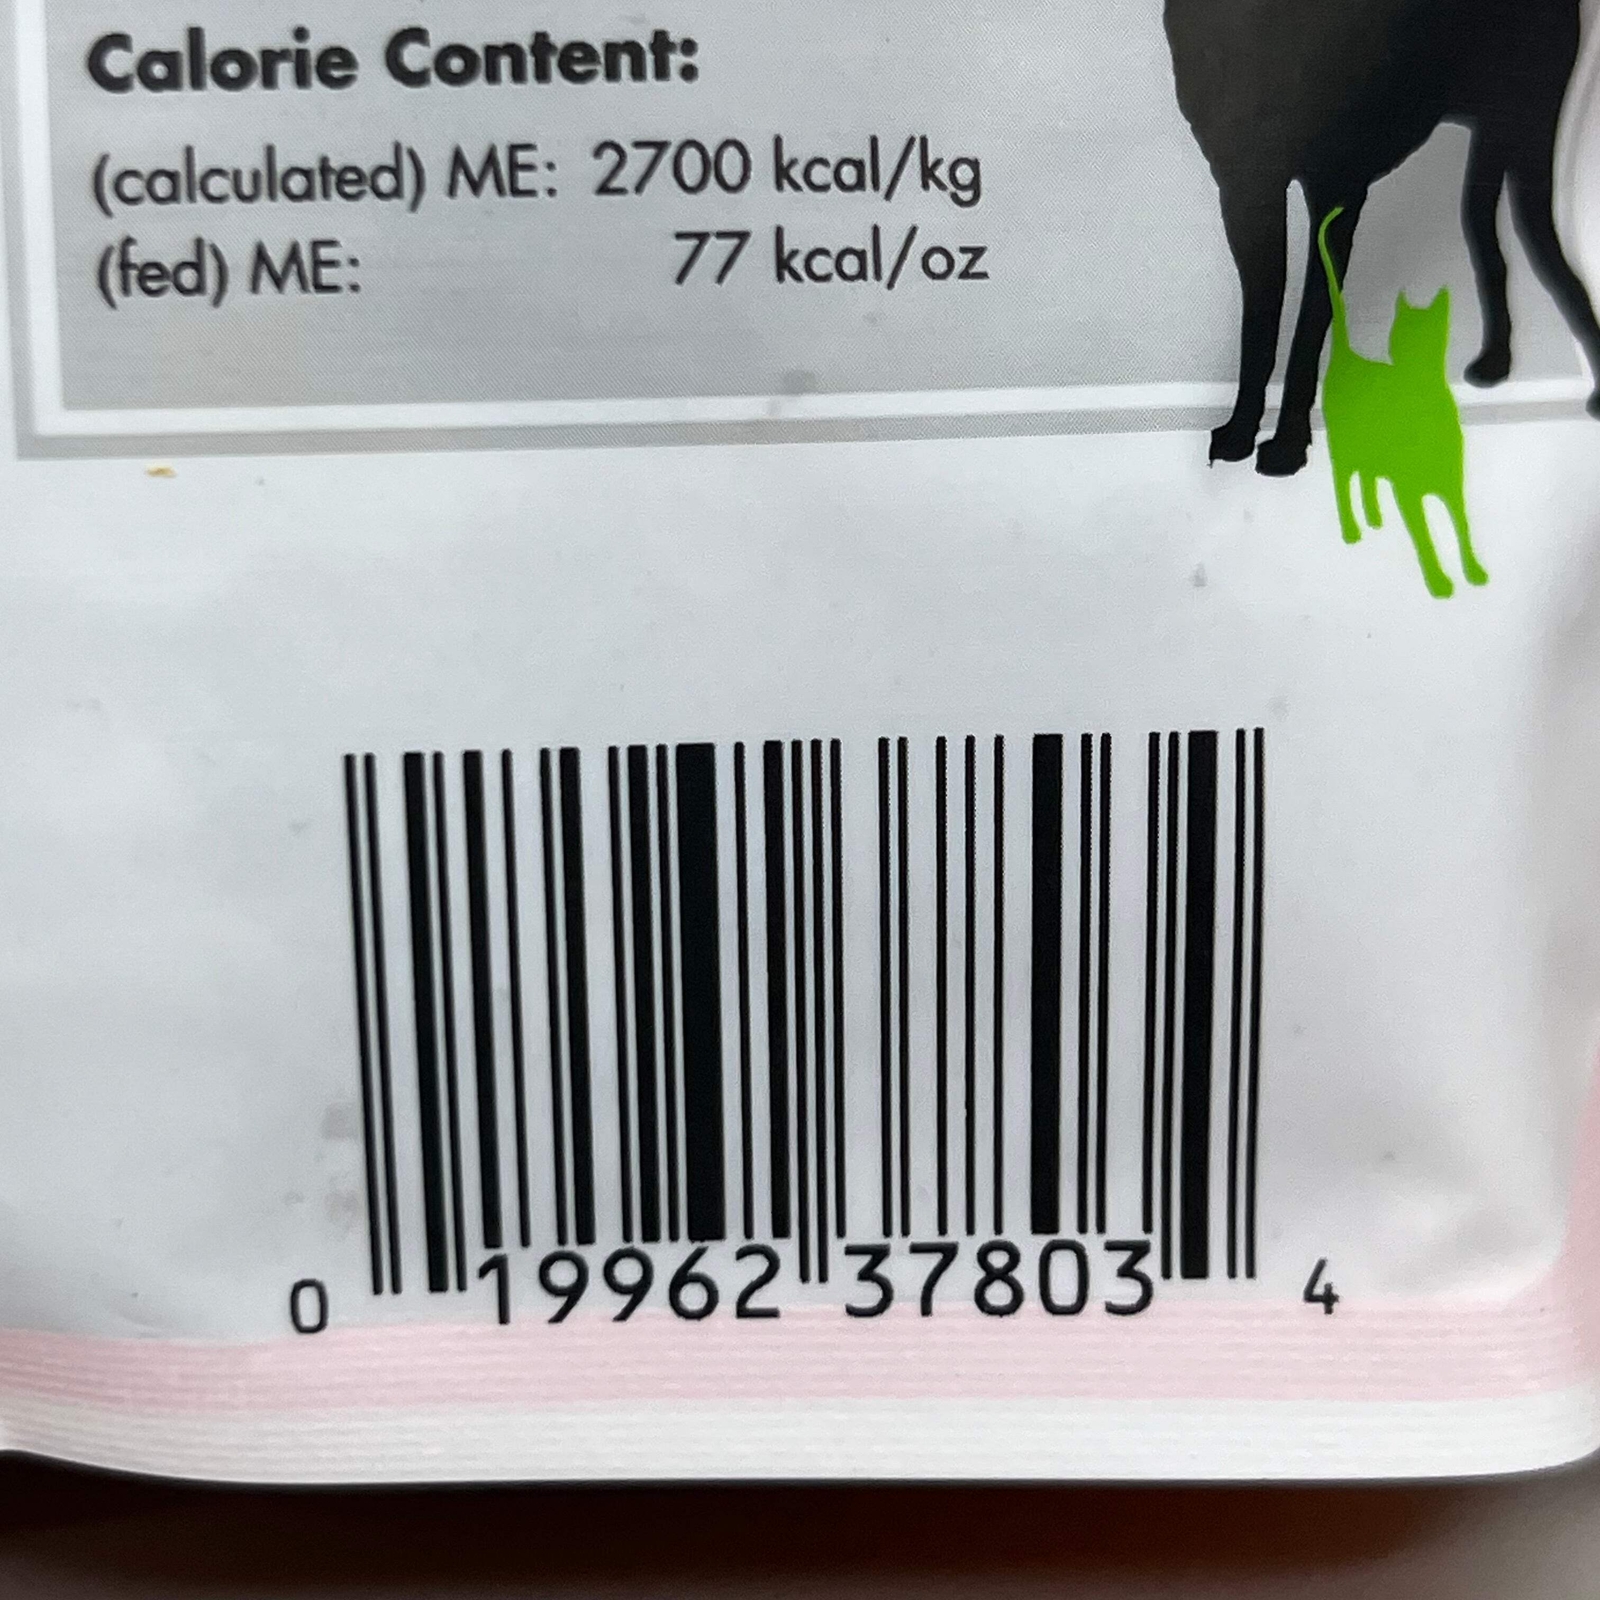 Calorie Content:
(calculated) ME: 2700 kcal/kg
(fed) ME: 77 kcal/oz
0 19962 37803 4